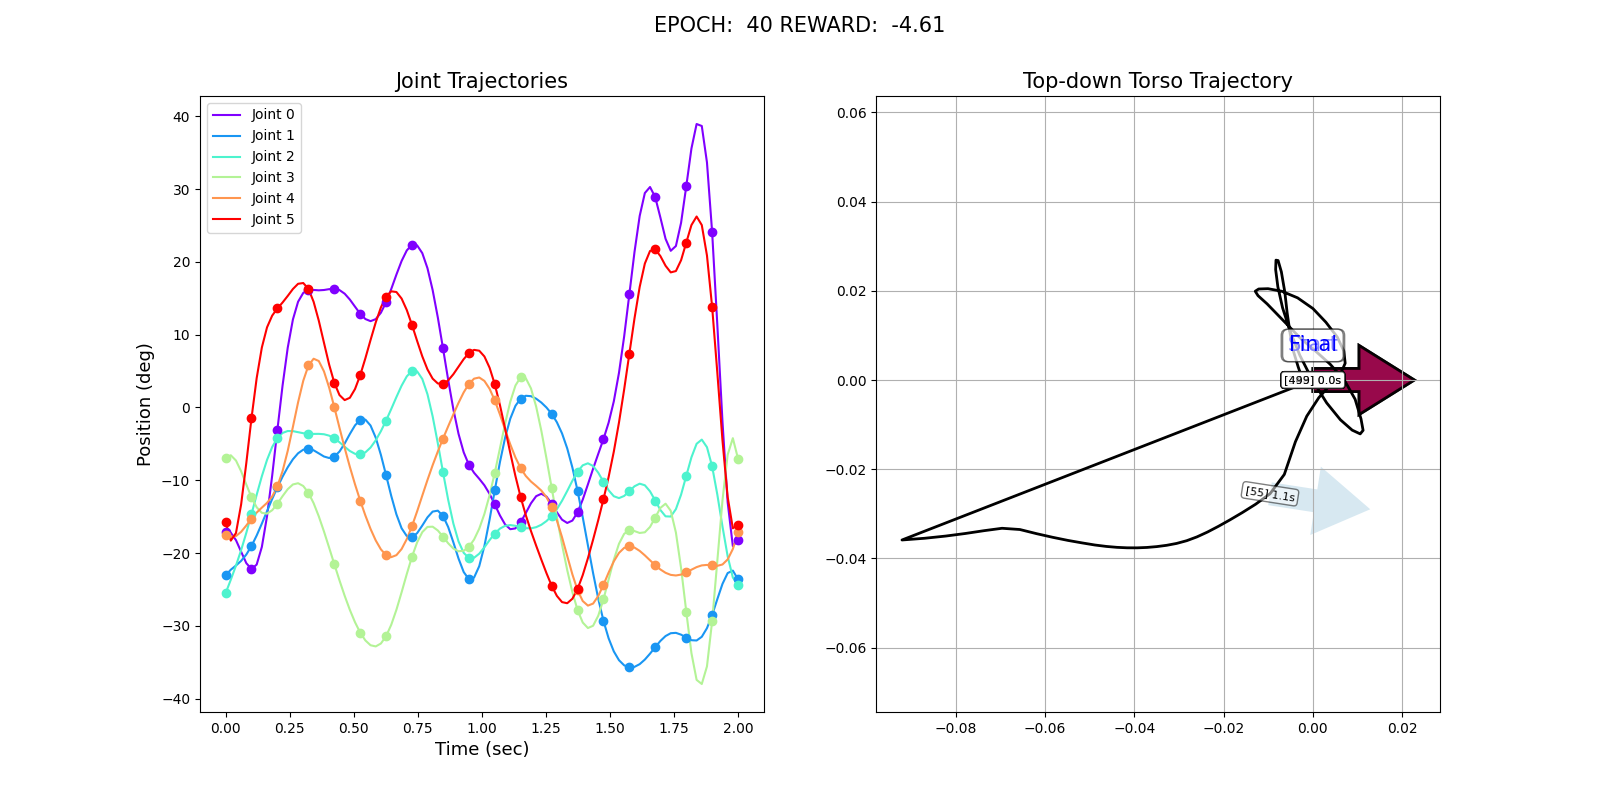 EPOCH:  40 REWARD:  -4.61
Joint Trajectories
Position (deg)
40
30
20
10
0
−10
−20
−30
−40
Joint 0
Joint 1
Joint 2
Joint 3
Joint 4
Joint 5
0.00 0.25 0.50 0.75 1.00 1.25 1.50 1.75 2.00
Time (sec)
Top-down Torso Trajectory
0.06
0.04
0.02
0.00
−0.02
−0.04
−0.06
Final
[499] 0.0s
[55] 1.1s
−0.08 −0.06 −0.04 −0.02 0.00 0.02